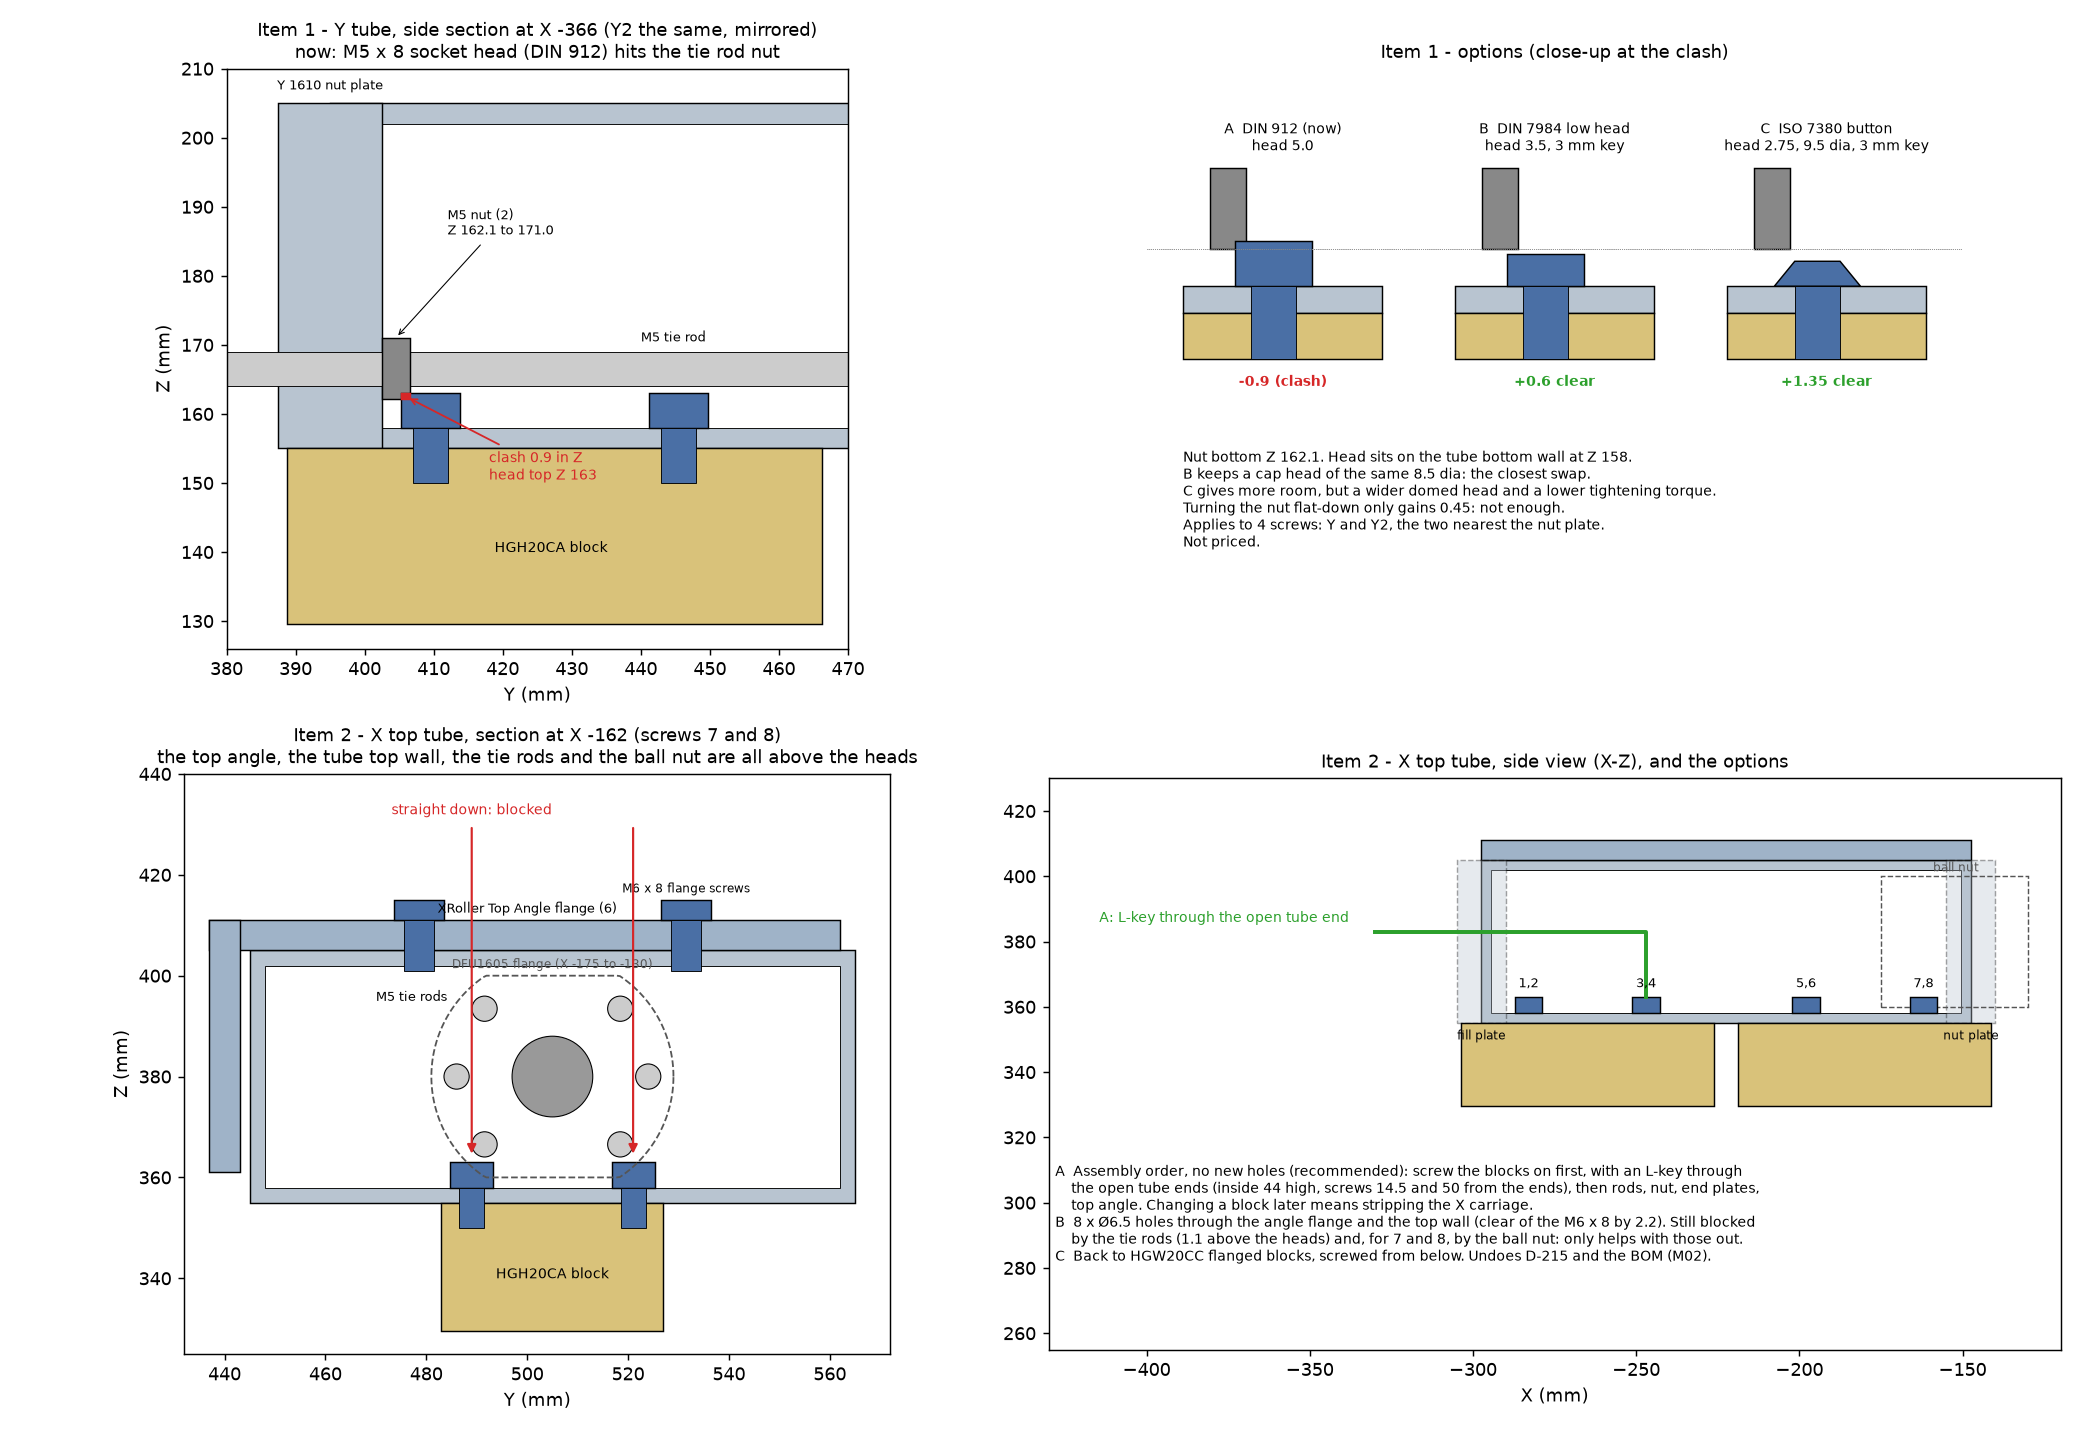 Item 1 - Y tube, side section at X -366 (Y2 the same, mirrored)
now: M5 x 8 socket head (DIN 912) hits the tie rod nut
210
200
190
180
170
160
150
140
130
380
390
400
410
420
430
440
450
460
470
Z (mm)
Y (mm)
Y 1610 nut plate
M5 nut (2)
Z 162.1 to 171.0
M5 tie rod
clash 0.9 in Z
head top Z 163
HGH20CA block
Item 1 - options (close-up at the clash)
A  DIN 912 (now)
head 5.0
B  DIN 7984 low head
head 3.5, 3 mm key
C  ISO 7380 button
head 2.75, 9.5 dia, 3 mm key
-0.9 (clash)
+0.6 clear
+1.35 clear
Nut bottom Z 162.1. Head sits on the tube bottom wall at Z 158.
B keeps a cap head of the same 8.5 dia: the closest swap.
C gives more room, but a wider domed head and a lower tightening torque.
Turning the nut flat-down only gains 0.45: not enough.
Applies to 4 screws: Y and Y2, the two nearest the nut plate.
Not priced.
Item 2 - X top tube, section at X -162 (screws 7 and 8)
the top angle, the tube top wall, the tie rods and the ball nut are all above the heads
440
420
400
380
360
340
440
460
480
500
520
540
560
Z (mm)
Y (mm)
straight down: blocked
M6 x 8 flange screws
XRoller Top Angle flange (6)
DFU1605 flange (X -175 to -130)
M5 tie rods
HGH20CA block
Item 2 - X top tube, side view (X-Z), and the options
420
400
380
360
340
320
300
280
260
−400
−350
−300
−250
−200
−150
X (mm)
ball nut
A: L-key through the open tube end
1,2
3,4
5,6
7,8
fill plate
nut plate
A  Assembly order, no new holes (recommended): screw the blocks on first, with an L-key through
the open tube ends (inside 44 high, screws 14.5 and 50 from the ends), then rods, nut, end plates,
top angle. Changing a block later means stripping the X carriage.
B  8 x Ø6.5 holes through the angle flange and the top wall (clear of the M6 x 8 by 2.2). Still blocked
by the tie rods (1.1 above the heads) and, for 7 and 8, by the ball nut: only helps with those out.
C  Back to HGW20CC flanged blocks, screwed from below. Undoes D-215 and the BOM (M02).